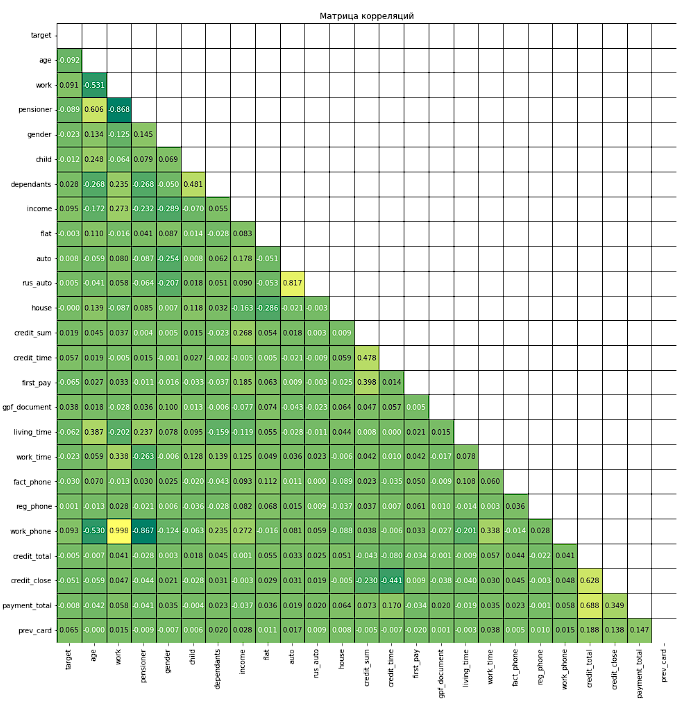 Матрица корреляций
target
age -0.092
work 0.091 -0.531
pensioner -0.089 0.606 -0.868
gender -0.023 0.134 -0.125 0.145
child -0.012 0.248 -0.064 0.079 0.069
dependants 0.028 -0.268 0.235 -0.268 -0.050 0.481
income 0.095 -0.172 0.273 -0.232 -0.289 -0.070 0.055
flat -0.003 0.110 -0.016 0.041 0.087 0.014 -0.028 0.083
auto 0.008 -0.059 0.080 -0.087 -0.254 0.008 0.062 0.178 -0.051
rus_auto 0.005 -0.041 0.058 -0.064 -0.207 0.018 0.051 0.090 -0.053 0.817
house -0.000 0.139 -0.087 0.085 0.007 0.118 0.032 -0.163 -0.286 -0.021 -0.003
credit_sum 0.019 0.045 0.037 0.004 0.005 0.015 -0.023 0.268 0.054 0.018 0.003 0.009
credit_time 0.057 0.019 -0.005 0.015 -0.001 0.027 -0.002 -0.005 -0.005 -0.021 -0.009 0.059 0.478
first_pay -0.065 0.027 0.033 -0.011 -0.016 -0.033 -0.037 0.185 0.063 0.009 -0.003 -0.025 0.398 0.014
gpf_document 0.038 0.018 -0.028 0.036 0.100 0.013 -0.006 -0.077 0.074 -0.043 -0.023 0.064 0.047 0.057 0.005
living_time -0.062 0.387 -0.202 0.237 0.078 0.095 -0.159 -0.119 0.055 -0.028 -0.011 0.044 0.008 0.000 0.021 0.015
work_time -0.023 0.059 0.338 -0.263 -0.006 0.128 0.139 0.125 0.049 0.036 0.023 -0.006 0.042 0.010 0.042 -0.017 0.078
fact_phone -0.030 0.070 -0.013 0.030 0.025 -0.020 -0.043 0.093 0.112 0.011 0.000 -0.089 0.023 -0.035 0.050 -0.009 0.108 0.060
reg_phone 0.001 -0.013 0.028 -0.021 0.006 -0.036 -0.028 0.082 0.068 0.015 -0.009 -0.037 0.037 0.007 0.061 0.010 -0.014 -0.003 0.036
work_phone 0.093 -0.530 0.998 -0.867 -0.124 -0.063 0.235 0.272 -0.016 0.081 0.059 -0.088 0.038 -0.006 0.033 -0.027 -0.201 0.338 -0.014 0.028
credit_total -0.005 -0.007 0.041 -0.028 0.003 0.018 0.045 0.001 0.055 0.033 0.025 0.051 -0.043 -0.080 -0.034 -0.001 -0.009 0.057 0.044 -0.022 0.041
credit_close -0.051 -0.059 0.047 -0.044 0.021 -0.028 0.031 -0.003 0.029 0.031 0.019 -0.005 -0.230 -0.441 0.009 -0.038 -0.040 0.030 0.045 -0.003 0.048 0.628
payment_total -0.008 -0.042 0.058 -0.041 0.035 -0.004 0.023 -0.037 0.036 0.019 0.020 0.064 0.073 0.170 -0.034 0.020 -0.019 0.035 0.023 -0.001 0.058 0.688 0.349
prev_card 0.065 -0.000 0.015 -0.009 -0.007 0.006 0.020 0.028 0.011 0.017 0.009 0.008 -0.005 -0.007 -0.020 0.001 -0.003 0.038 0.005 0.010 0.015 0.188 0.138 0.147
target age work pensioner gender child dependants income flat auto rus_auto house credit_sum credit_time first_pay gpf_document living_time work_time fact_phone reg_phone work_phone credit_total credit_close payment_total prev_card